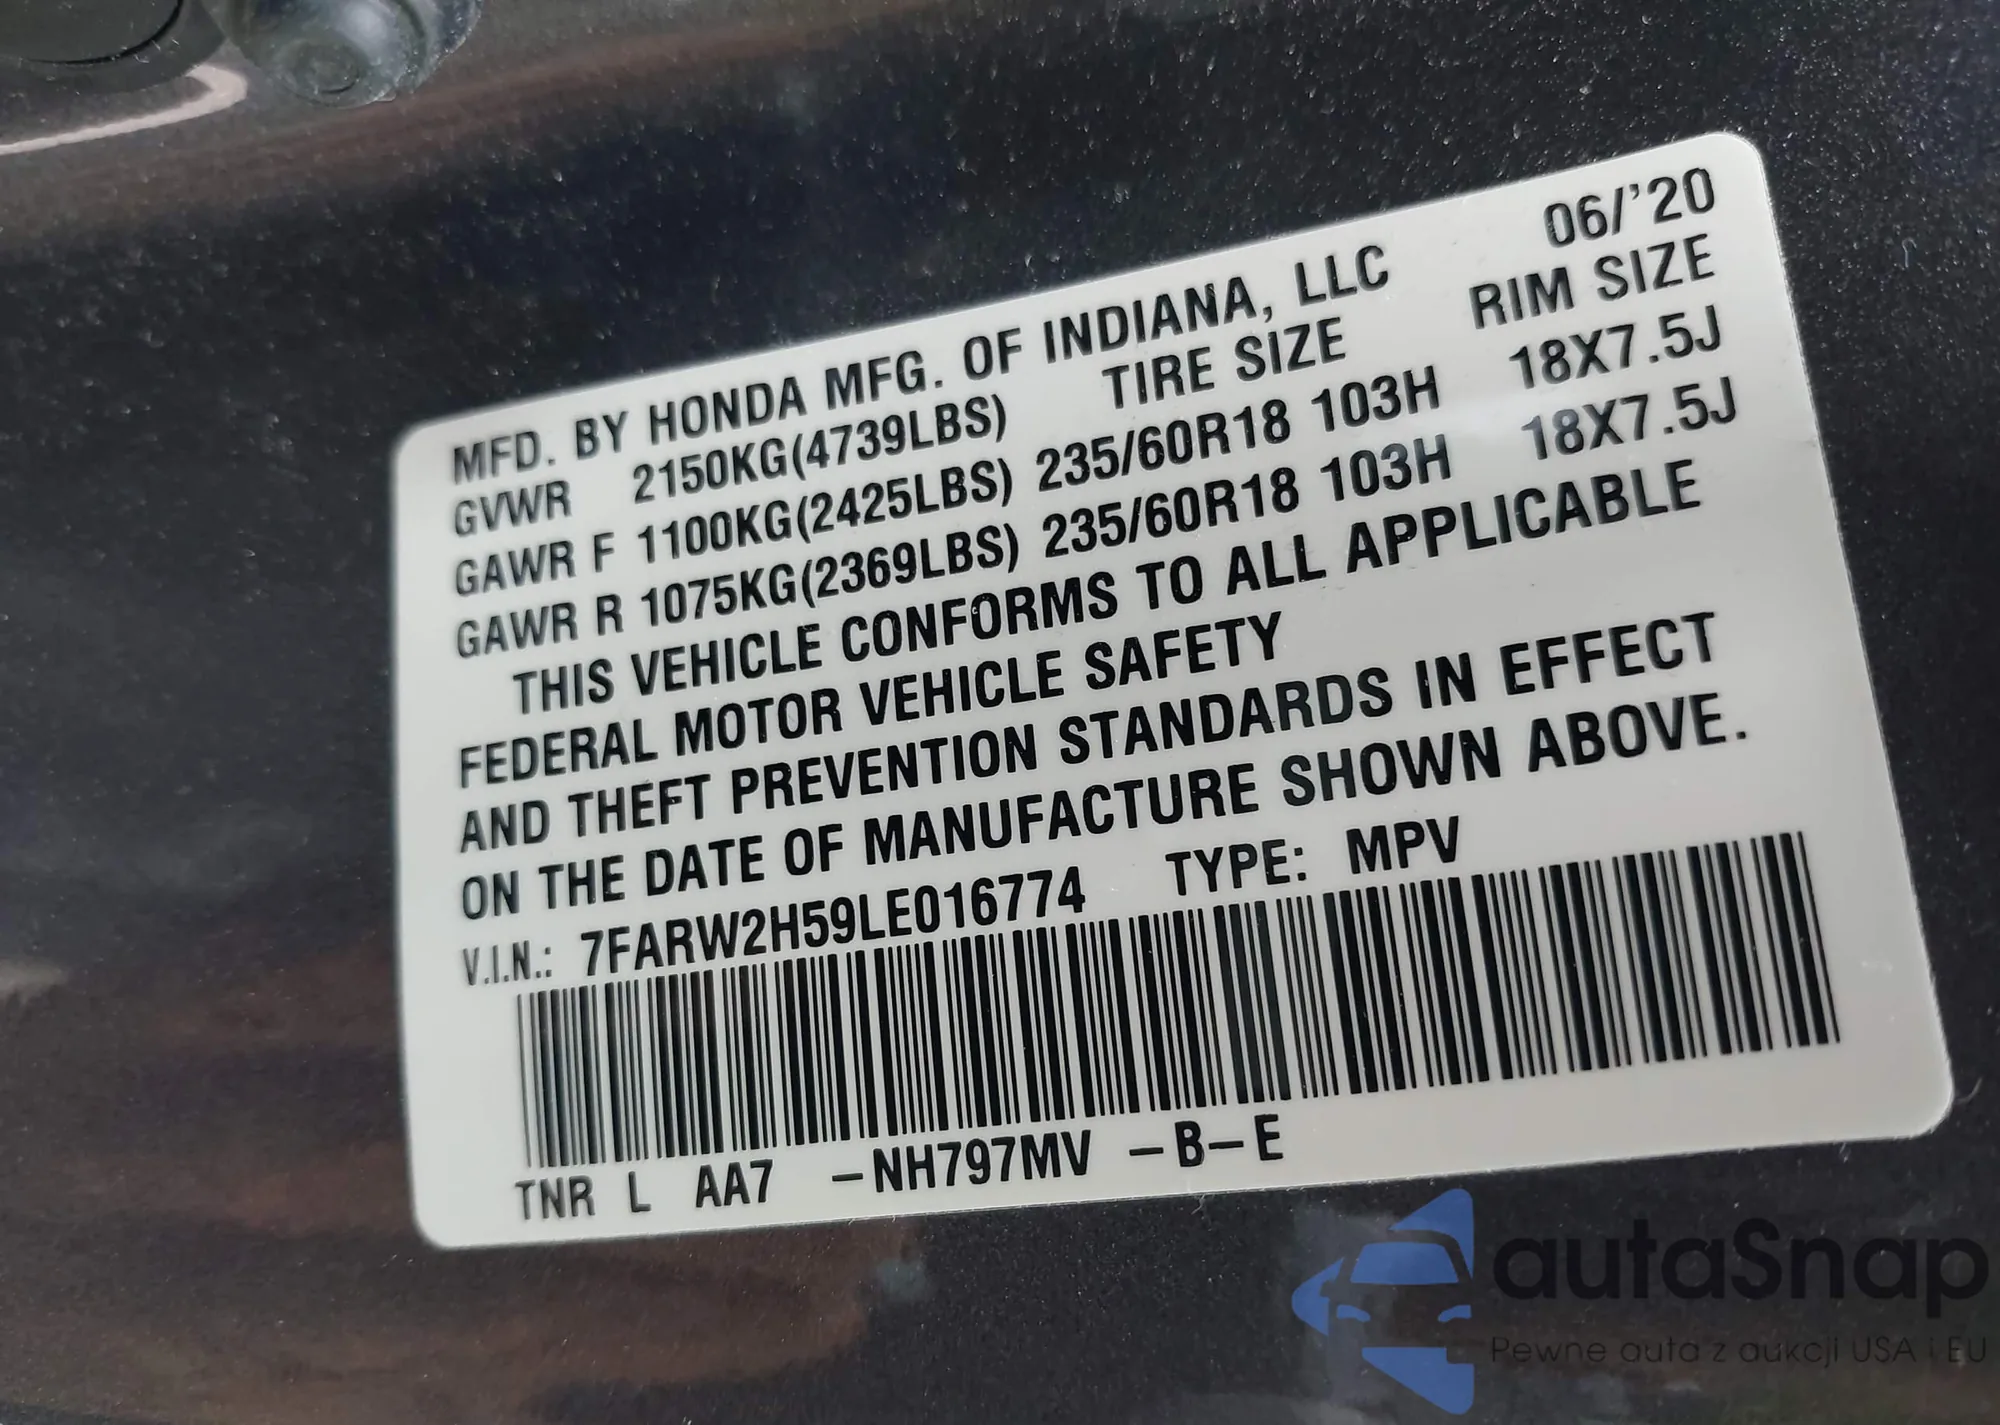 06/'20
MFD. BY HONDA MFG. OF INDIANA, LLC
GVWR 2150KG(4739LBS) TIRE SIZE RIM SIZE
GAWR F 1100KG(2425LBS) 235/60R18 103H 18X7.5J
GAWR R 1075KG(2369LBS) 235/60R18 103H 18X7.5J
THIS VEHICLE CONFORMS TO ALL APPLICABLE
FEDERAL MOTOR VEHICLE SAFETY
AND THEFT PREVENTION STANDARDS IN EFFECT
ON THE DATE OF MANUFACTURE SHOWN ABOVE.
V.I.N.: 7FARW2H59LE016774 TYPE: MPV
TNR L AA7 -NH797MV -B-E
autaSnap
Pewne auta z aukcji USA i EU